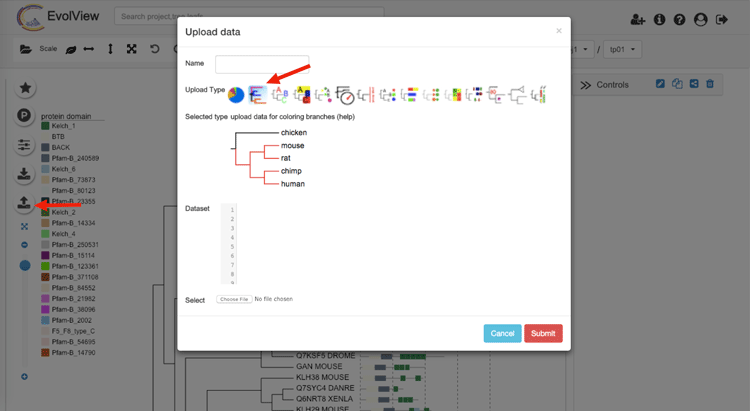 EvolView
Search project,tree,leafs
Scale
g1 / tp01
Controls
protein domain
Kelch_1
BTB
BACK
Pfam-B_240589
Kelch_6
Pfam-B_73873
Pfam-B_80123
Pfam-B_23355
Kelch_2
Pfam-B_14334
Kelch_4
Pfam-B_250531
Pfam-B_15114
Pfam-B_123361
Pfam-B_371108
Pfam-B_84552
Pfam-B_21982
Pfam-B_38096
Pfam-B_2002
F5_F8_type_C
Pfam-B_54695
Pfam-B_14790
Upload data
×
Name
Upload Type
Selected type upload data for coloring branches (help)
chicken
mouse
rat
chimp
human
Dataset
1
2
3
4
5
6
7
8
9
Select
Choose File No file chosen
Cancel
Submit
Q7KSF5 DROME
GAN MOUSE
KLH38 MOUSE
Q7SYC4 DANRE
Q6NRT8 XENLA
KLH29 MOUSE